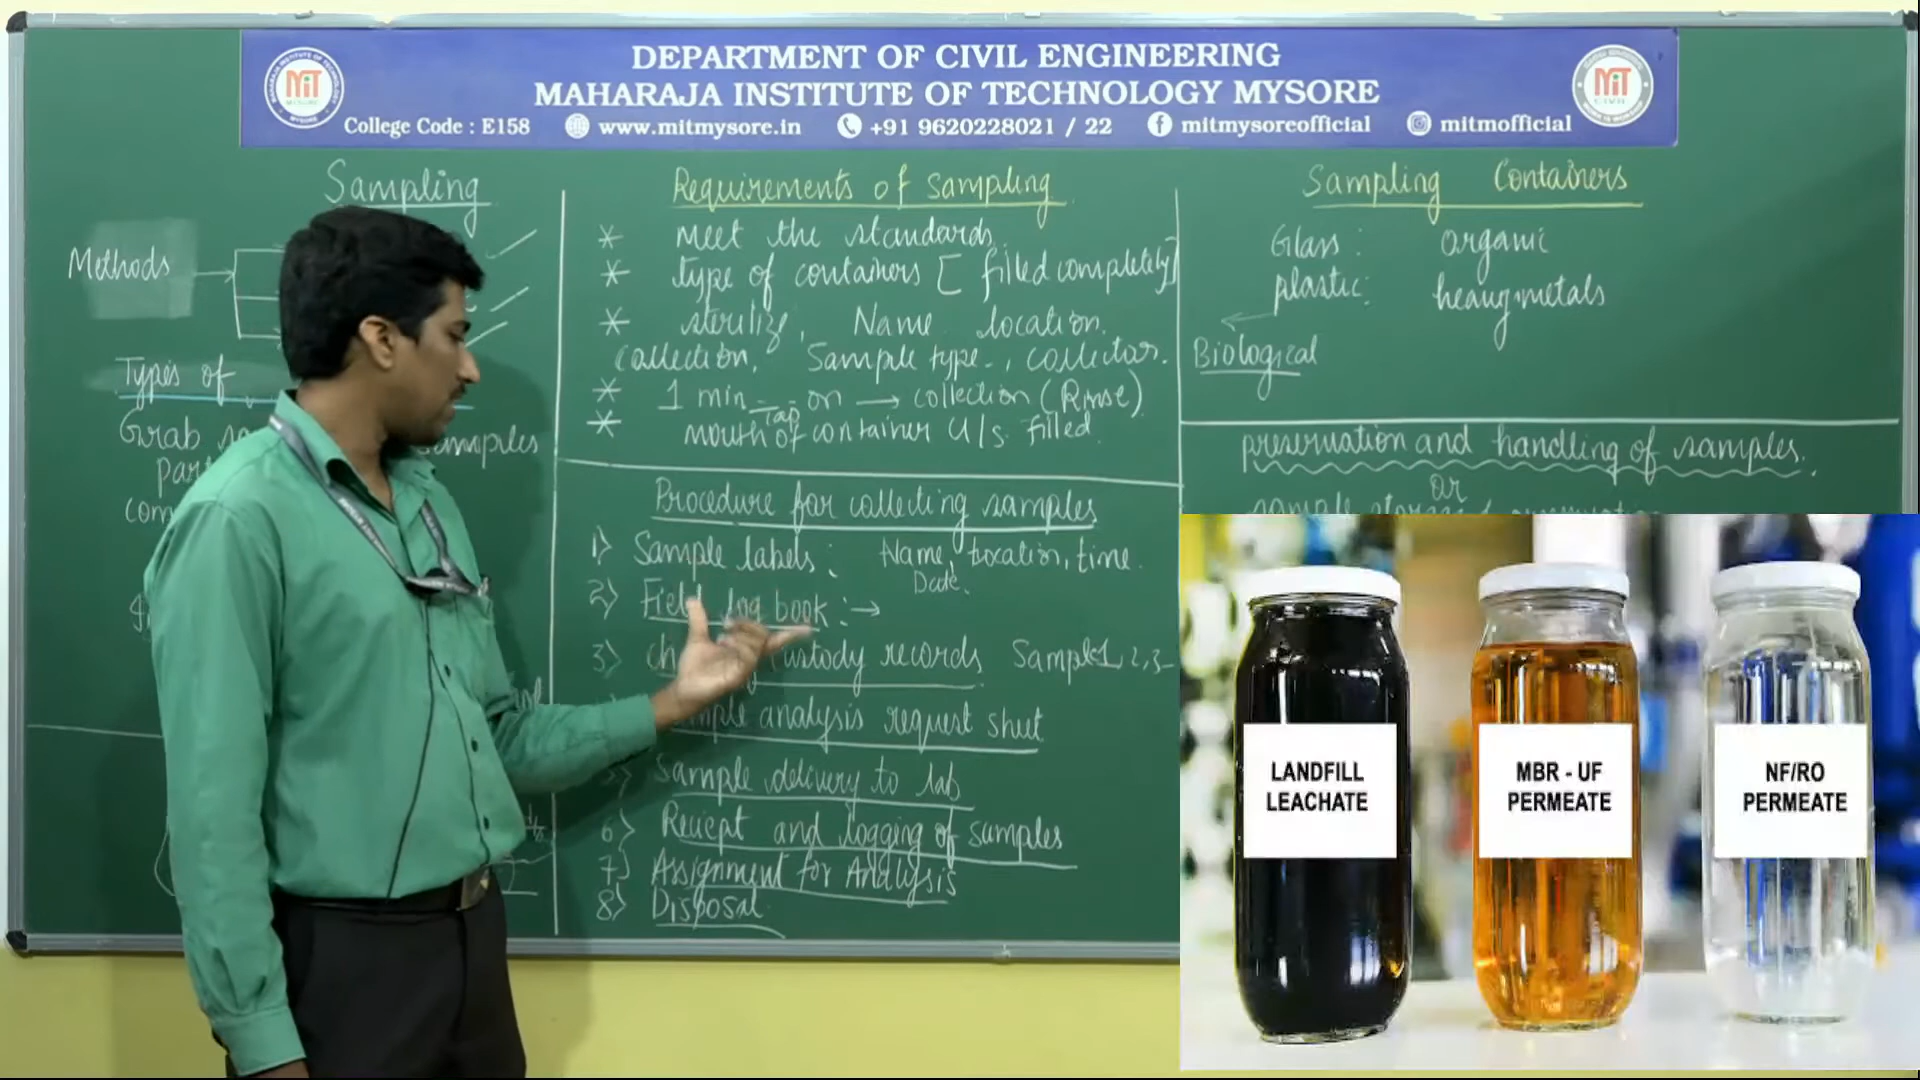 DEPARTMENT OF CIVIL ENGINEERING
MAHARAJA INSTITUTE OF TECHNOLOGY MYSORE
College Code : E158 www.mitmysore.in +91 9620228021 / 22 mitmysoreofficial mitmofficial
MIT
MIT
CIVIL
Sampling
Methods
Types of
Grab
samples
Requirements of sampling
* Meet the standards
* type of containers [ filled completely]
* sterilize, Name location.
collection. Sample type, collector.
* 1 min Tap on → collection (Rinse)
* mouth of container U/s filled.
Procedure for collecting samples
1) Sample labels: Name, Location, time.
Date.
2) Field log book : →
3) custody records Sample 1, 2, 3
analysis request sheet
Sample delivery to lab
6) Reciept and logging of samples
7) Assignment for Analysis
8) Disposal
Sampling Containers
Glass: organic
plastic: heavy metals
Biological
preservation and handling of samples.
or
LANDFILL
LEACHATE
MBR - UF
PERMEATE
NF/RO
PERMEATE